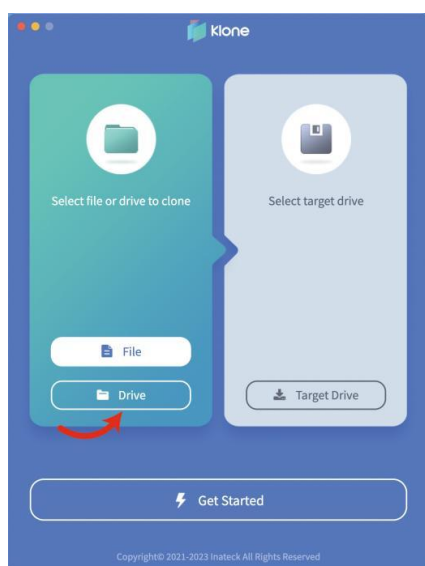 Klone
Select file or drive to clone
Select target drive
File
Drive
Target Drive
Get Started
Copyright© 2021-2023 Inateck All Rights Reserved